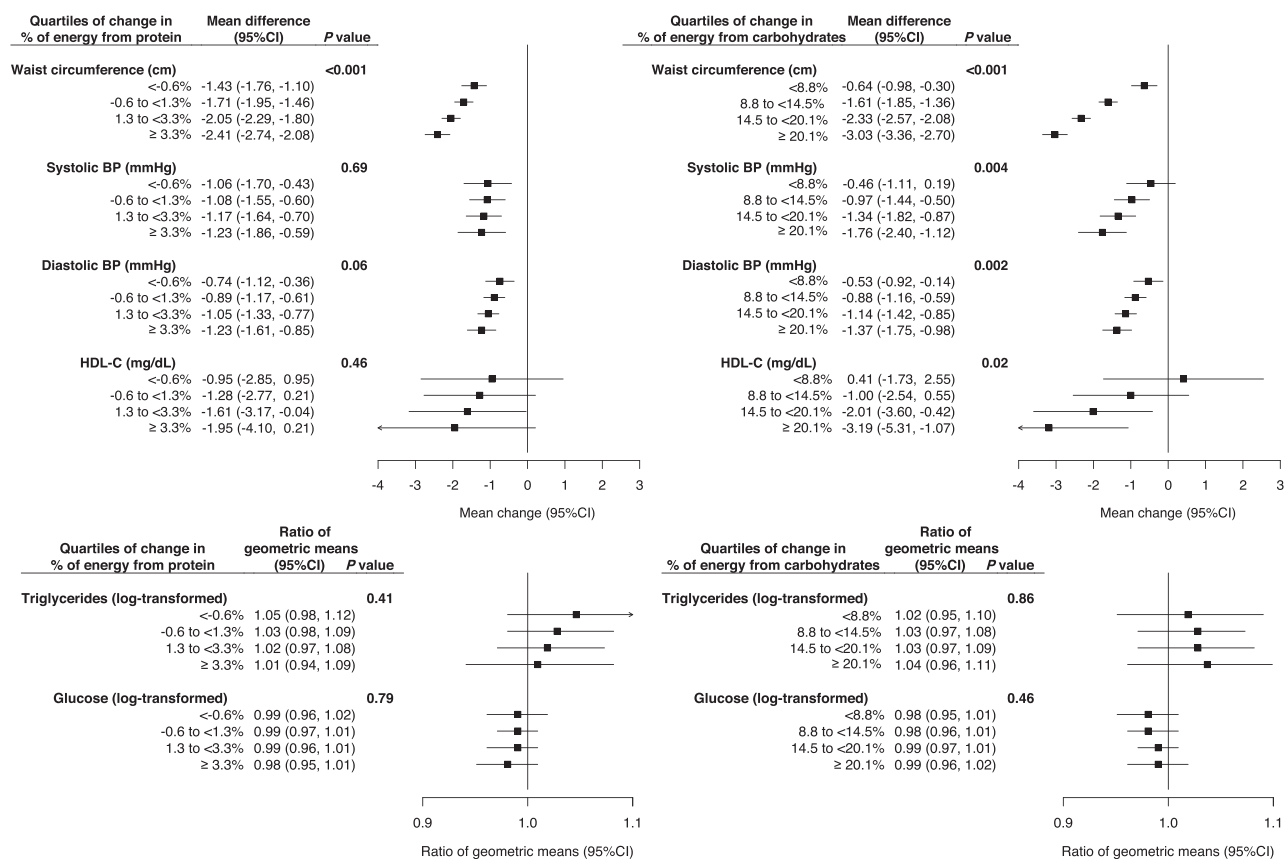 Quartiles of change in Mean difference
% of energy from protein (95%CI) P value
Waist circumference (cm) <0.001
<-0.6% -1.43 (-1.76, -1.10)
-0.6 to <1.3% -1.71 (-1.95, -1.46)
1.3 to <3.3% -2.05 (-2.29, -1.80)
≥ 3.3% -2.41 (-2.74, -2.08)
Systolic BP (mmHg) 0.69
<-0.6% -1.06 (-1.70, -0.43)
-0.6 to <1.3% -1.08 (-1.55, -0.60)
1.3 to <3.3% -1.17 (-1.64, -0.70)
≥ 3.3% -1.23 (-1.86, -0.59)
Diastolic BP (mmHg) 0.06
<-0.6% -0.74 (-1.12, -0.36)
-0.6 to <1.3% -0.89 (-1.17, -0.61)
1.3 to <3.3% -1.05 (-1.33, -0.77)
≥ 3.3% -1.23 (-1.61, -0.85)
HDL-C (mg/dL) 0.46
<-0.6% -0.95 (-2.85, 0.95)
-0.6 to <1.3% -1.28 (-2.77, 0.21)
1.3 to <3.3% -1.61 (-3.17, -0.04)
≥ 3.3% -1.95 (-4.10, 0.21)
-4 -3 -2 -1 0 1 2 3
Mean change (95%CI)
Quartiles of change in Mean difference
% of energy from carbohydrates (95%CI) P value
Waist circumference (cm) <0.001
<8.8% -0.64 (-0.98, -0.30)
8.8 to <14.5% -1.61 (-1.85, -1.36)
14.5 to <20.1% -2.33 (-2.57, -2.08)
≥ 20.1% -3.03 (-3.36, -2.70)
Systolic BP (mmHg) 0.004
<8.8% -0.46 (-1.11, 0.19)
8.8 to <14.5% -0.97 (-1.44, -0.50)
14.5 to <20.1% -1.34 (-1.82, -0.87)
≥ 20.1% -1.76 (-2.40, -1.12)
Diastolic BP (mmHg) 0.002
<8.8% -0.53 (-0.92, -0.14)
8.8 to <14.5% -0.88 (-1.16, -0.59)
14.5 to <20.1% -1.14 (-1.42, -0.85)
≥ 20.1% -1.37 (-1.75, -0.98)
HDL-C (mg/dL) 0.02
<8.8% 0.41 (-1.73, 2.55)
8.8 to <14.5% -1.00 (-2.54, 0.55)
14.5 to <20.1% -2.01 (-3.60, -0.42)
≥ 20.1% -3.19 (-5.31, -1.07)
-4 -3 -2 -1 0 1 2 3
Mean change (95%CI)
Ratio of
Quartiles of change in geometric means
% of energy from protein (95%CI) P value
Triglycerides (log-transformed) 0.41
<-0.6% 1.05 (0.98, 1.12)
-0.6 to <1.3% 1.03 (0.98, 1.09)
1.3 to <3.3% 1.02 (0.97, 1.08)
≥ 3.3% 1.01 (0.94, 1.09)
Glucose (log-transformed) 0.79
<-0.6% 0.99 (0.96, 1.02)
-0.6 to <1.3% 0.99 (0.97, 1.01)
1.3 to <3.3% 0.99 (0.96, 1.01)
≥ 3.3% 0.98 (0.95, 1.01)
0.9 1.0 1.1
Ratio of geometric means (95%CI)
Ratio of
Quartiles of change in geometric means
% of energy from carbohydrates (95%CI) P value
Triglycerides (log-transformed) 0.86
<8.8% 1.02 (0.95, 1.10)
8.8 to <14.5% 1.03 (0.97, 1.08)
14.5 to <20.1% 1.03 (0.97, 1.09)
≥ 20.1% 1.04 (0.96, 1.11)
Glucose (log-transformed) 0.46
<8.8% 0.98 (0.95, 1.01)
8.8 to <14.5% 0.98 (0.96, 1.01)
14.5 to <20.1% 0.99 (0.97, 1.01)
≥ 20.1% 0.99 (0.96, 1.02)
0.9 1.0 1.1
Ratio of geometric means (95%CI)